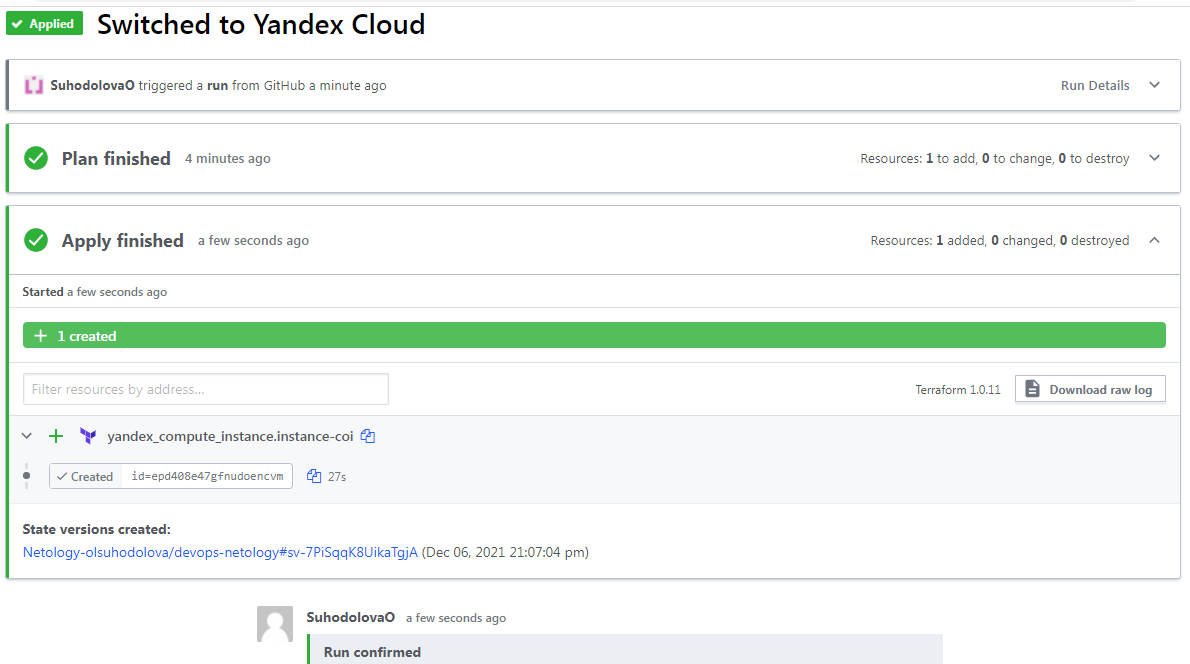 Applied Switched to Yandex Cloud
SuhodolovaO triggered a run from GitHub a minute ago Run Details
Plan finished 4 minutes ago Resources: 1 to add, 0 to change, 0 to destroy
Apply finished a few seconds ago Resources: 1 added, 0 changed, 0 destroyed
Started a few seconds ago
+ 1 created
Filter resources by address... Terraform 1.0.11 Download raw log
yandex_compute_instance.instance-coi
Created id=epd408e47gfnudoencvm 27s
State versions created:
Netology-olsuhodolova/devops-netology#sv-7PiSqqK8UikaTgjA (Dec 06, 2021 21:07:04 pm)
SuhodolovaO a few seconds ago
Run confirmed